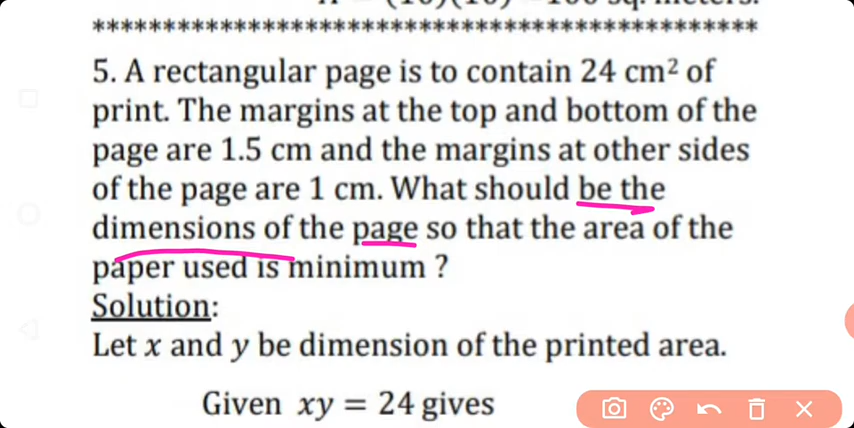 *************************************************
5. A rectangular page is to contain 24 cm² of
print. The margins at the top and bottom of the
page are 1.5 cm and the margins at other sides
of the page are 1 cm. What should be the
dimensions of the page so that the area of the
paper used is minimum ?
Solution:
Let x and y be dimension of the printed area.
Given xy = 24 gives